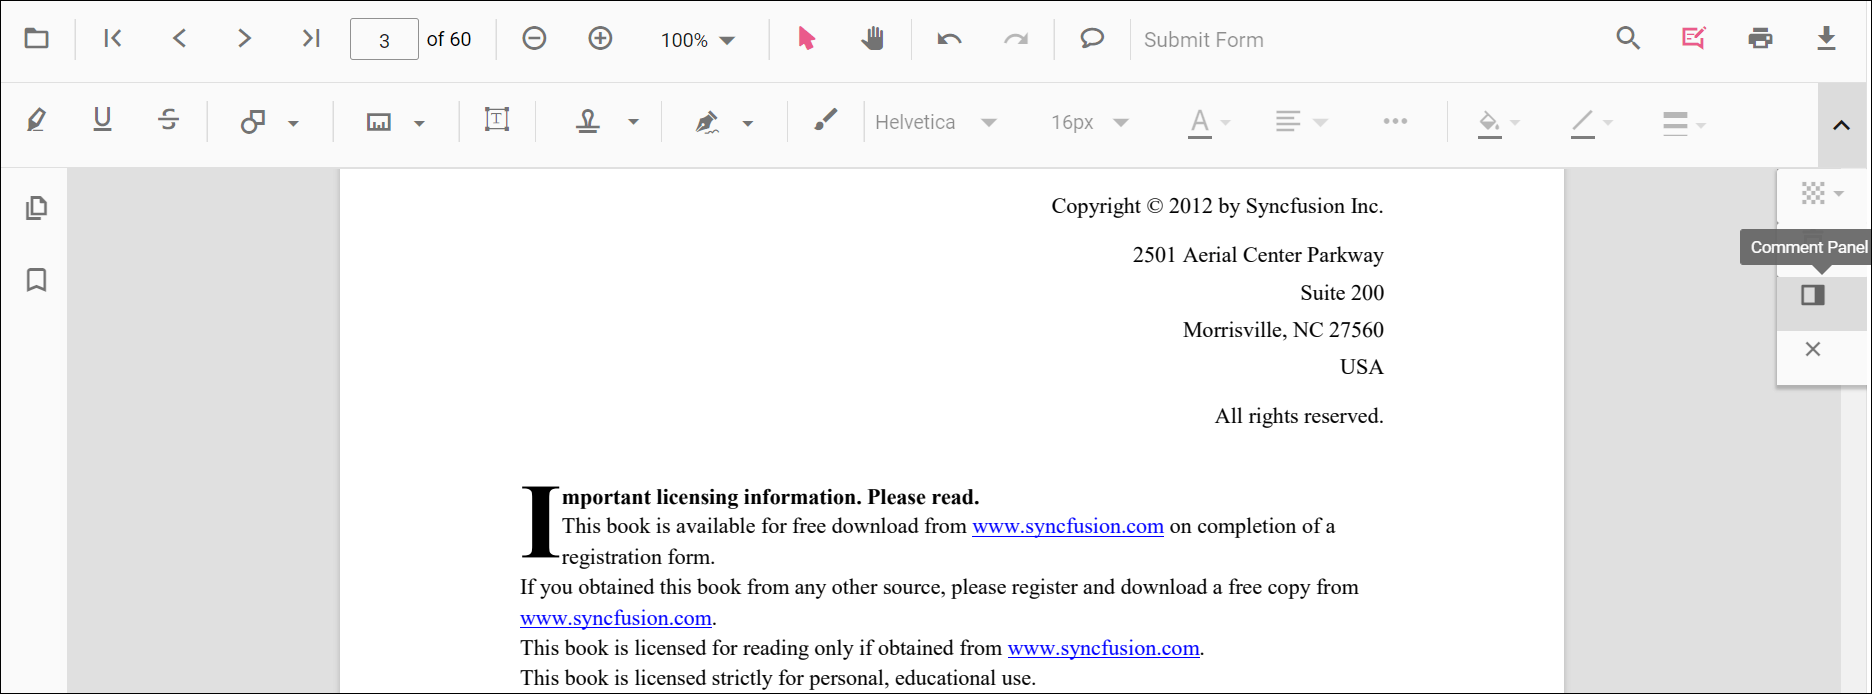 3 of 60 100% Submit Form
Helvetica 16px A
Copyright © 2012 by Syncfusion Inc.
2501 Aerial Center Parkway
Comment Panel
Suite 200
Morrisville, NC 27560
USA
All rights reserved.
Important licensing information. Please read.
This book is available for free download from www.syncfusion.com on completion of a
registration form.
If you obtained this book from any other source, please register and download a free copy from
www.syncfusion.com.
This book is licensed for reading only if obtained from www.syncfusion.com.
This book is licensed strictly for personal, educational use.